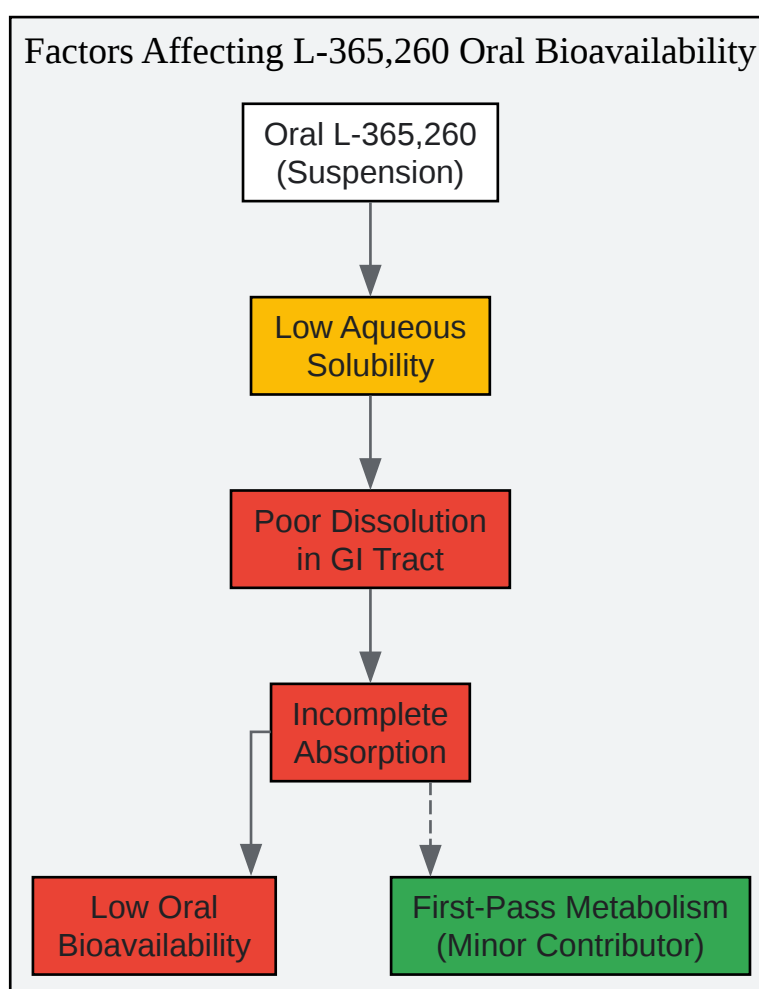 Factors Affecting L-365,260 Oral Bioavailability
Oral L-365,260
(Suspension)
Low Aqueous
Solubility
Poor Dissolution
in GI Tract
Incomplete
Absorption
Low Oral
Bioavailability
First-Pass Metabolism
(Minor Contributor)